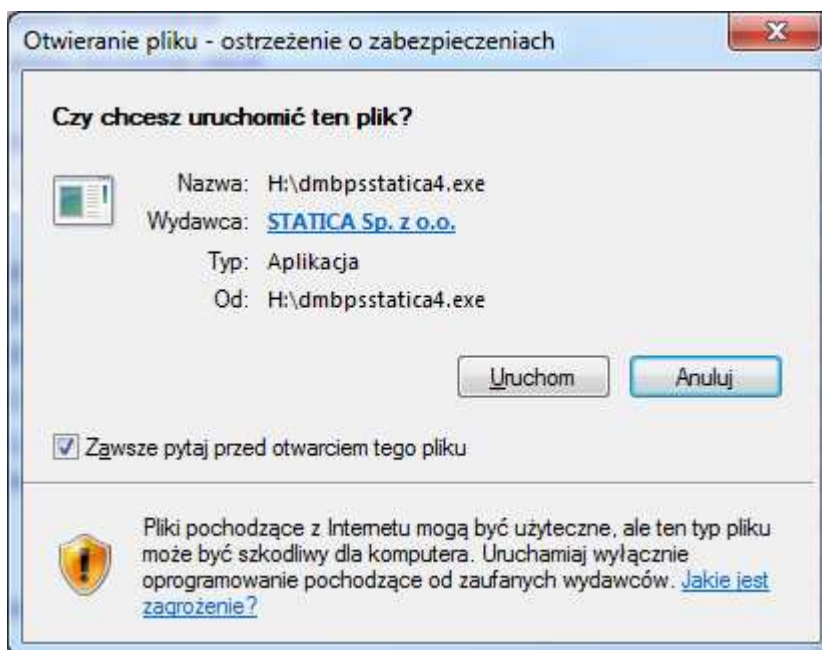 Otwieranie pliku - ostrzeżenie o zabezpieczeniach
Czy chcesz uruchomić ten plik?
Nazwa: H:\dmbpsstatica4.exe
Wydawca: STATICA Sp. z o.o.
Typ: Aplikacja
Od: H:\dmbpsstatica4.exe
Uruchom Anuluj
Zawsze pytaj przed otwarciem tego pliku
Pliki pochodzące z Internetu mogą być użyteczne, ale ten typ pliku
może być szkodliwy dla komputera. Uruchamiaj wyłącznie
oprogramowanie pochodzące od zaufanych wydawców. Jakie jest
zagrożenie?